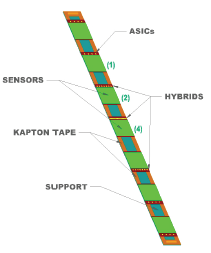 ASICs
(1)
SENSORS
(2)
HYBRIDS
(4)
KAPTON TAPE
SUPPORT